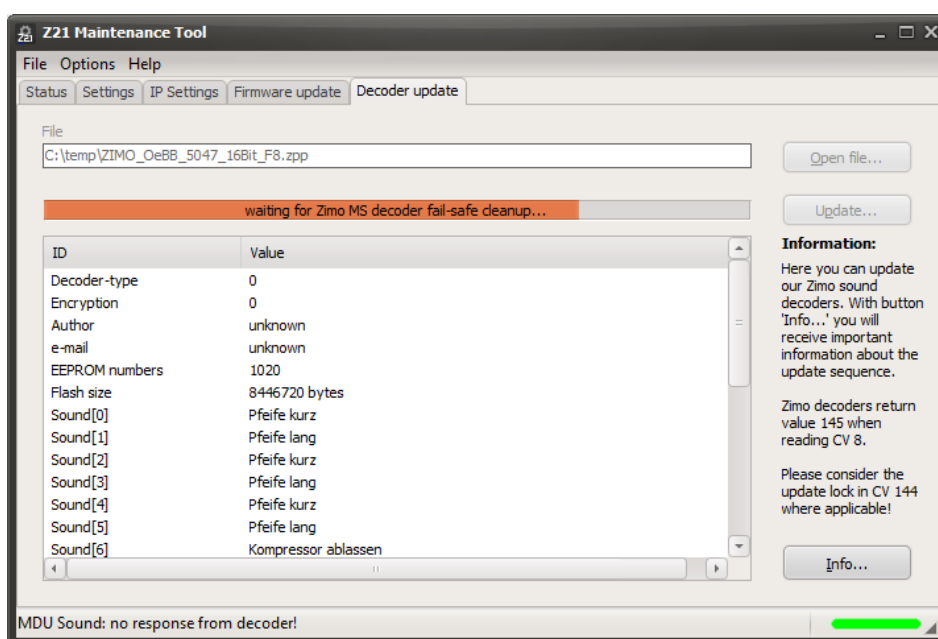 Z21 Maintenance Tool
File Options Help
Status Settings IP Settings Firmware update Decoder update
File
C:\temp\ZIMO_OeBB_5047_16Bit_F8.zpp
Open file...
waiting for Zimo MS decoder fail-safe cleanup...
Update...
ID Value
Decoder-type 0
Encryption 0
Author unknown
e-mail unknown
EEPROM numbers 1020
Flash size 8446720 bytes
Sound[0] Pfeife kurz
Sound[1] Pfeife lang
Sound[2] Pfeife kurz
Sound[3] Pfeife lang
Sound[4] Pfeife kurz
Sound[5] Pfeife lang
Sound[6] Kompressor ablassen
Information:
Here you can update
our Zimo sound
decoders. With button
'Info...' you will
receive important
information about the
update sequence.
Zimo decoders return
value 145 when
reading CV 8.
Please consider the
update lock in CV 144
where applicable!
Info...
MDU Sound: no response from decoder!